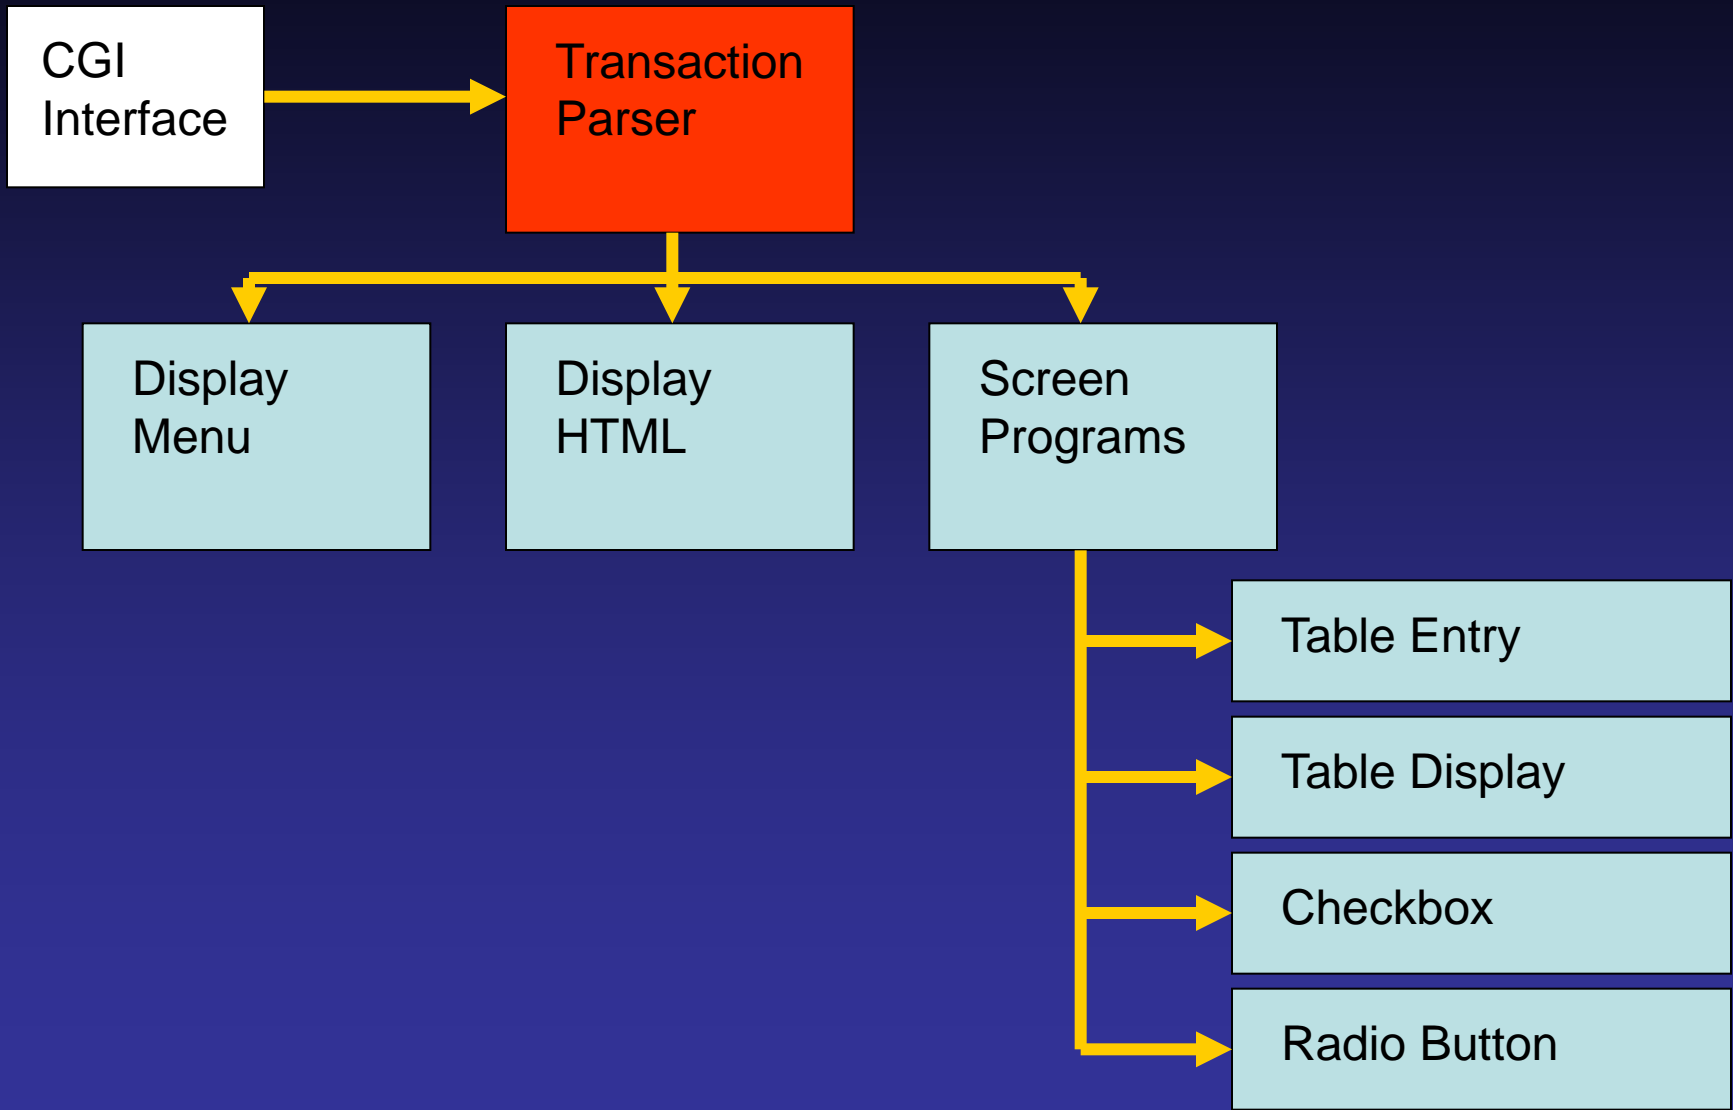 CGI
Interface
Transaction
Parser
Display
Menu
Display
HTML
Screen
Programs
Table Entry
Table Display
Checkbox
Radio Button